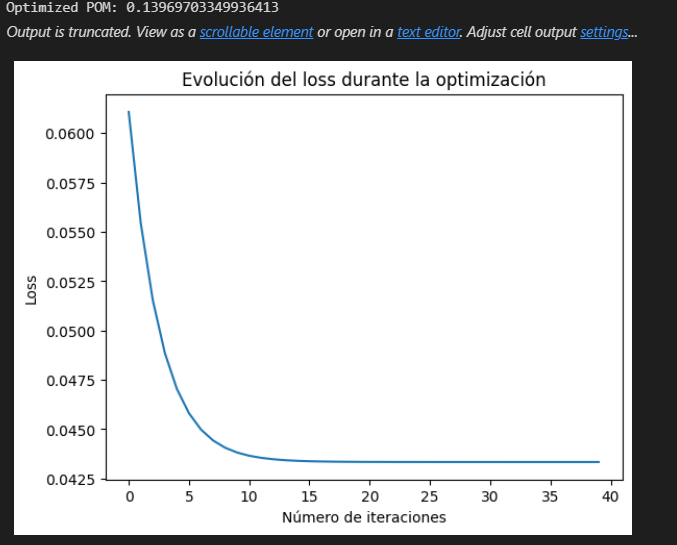 Optimized POM: 0.13969703349936413
Output is truncated. View as a scrollable element or open in a text editor. Adjust cell output settings...
Evolución del loss durante la optimización
0.0600
0.0575
0.0550
0.0525
0.0500
0.0475
0.0450
0.0425
Loss
0 5 10 15 20 25 30 35 40
Número de iteraciones